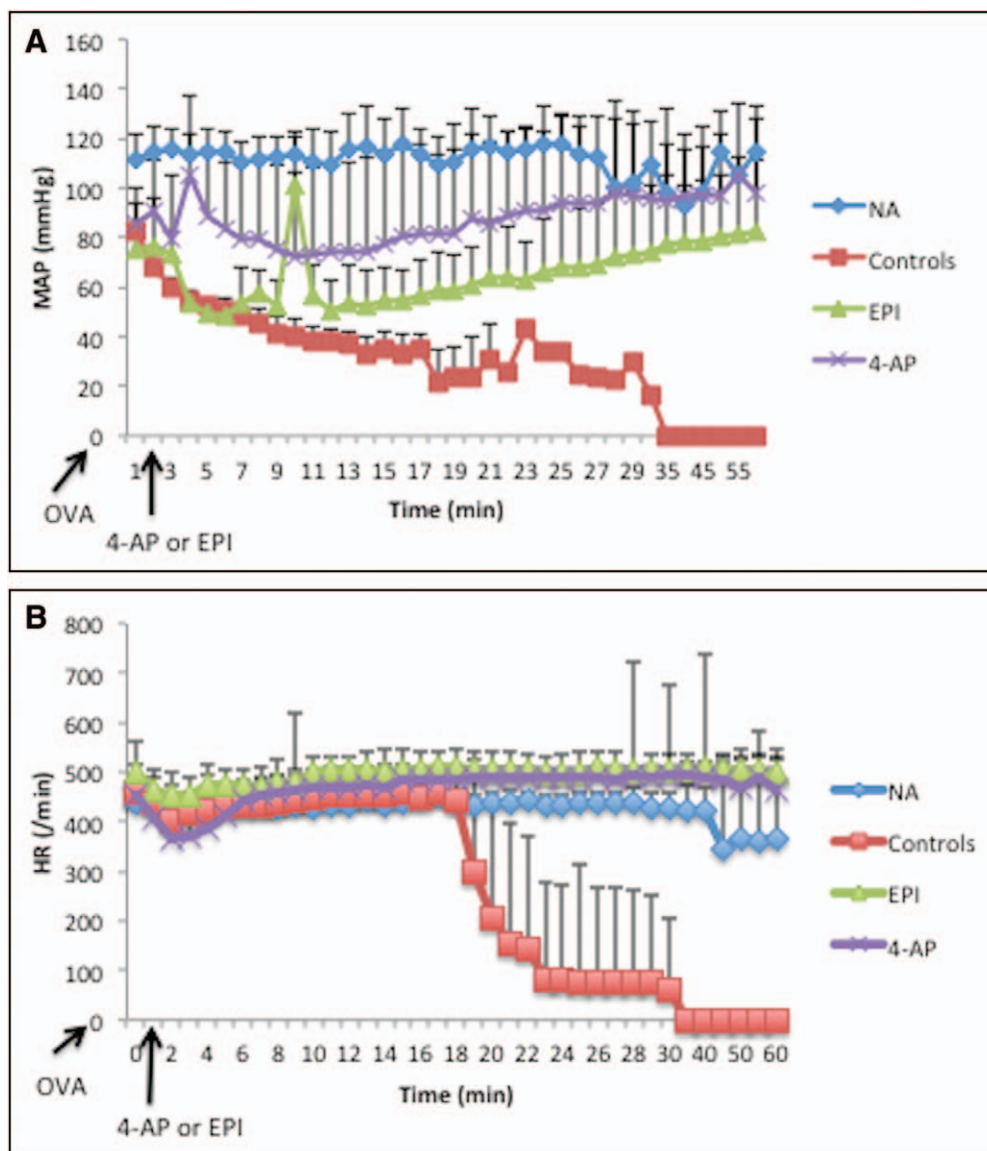 A
160
140
120
100
80
60
40
20
0
MAP (mmHg)
1 3 5 7 9 11 13 15 17 19 21 23 25 27 29 35 45 55
Time (min)
OVA
4-AP or EPI
NA
Controls
EPI
4-AP
B
800
700
600
500
400
300
200
100
0
HR (/min)
0 2 4 6 8 10 12 14 16 18 20 22 24 26 28 30 40 50 60
Time (min)
OVA
4-AP or EPI
NA
Controls
EPI
4-AP